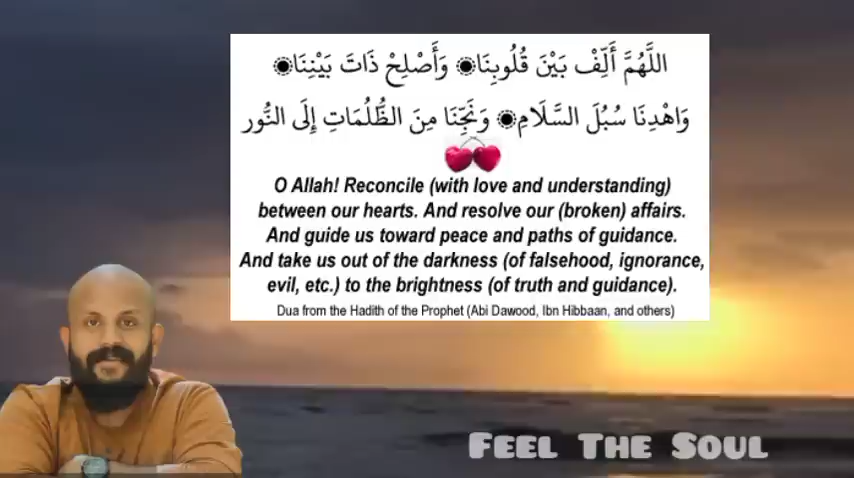 اللَّهُمَّ أَلِّفْ بَيْنَ قُلُوبِنَا ۞ وَأَصْلِحْ ذَاتَ بَيْنِنَا ۞
وَاهْدِنَا سُبُلَ السَّلَامِ ۞ وَنَجِّنَا مِنَ الظُّلُمَاتِ إِلَى النُّور
O Allah! Reconcile (with love and understanding)
between our hearts. And resolve our (broken) affairs.
And guide us toward peace and paths of guidance.
And take us out of the darkness (of falsehood, ignorance,
evil, etc.) to the brightness (of truth and guidance).
Dua from the Hadith of the Prophet (Abi Dawood, Ibn Hibbaan, and others)
FEEL THE SOUL